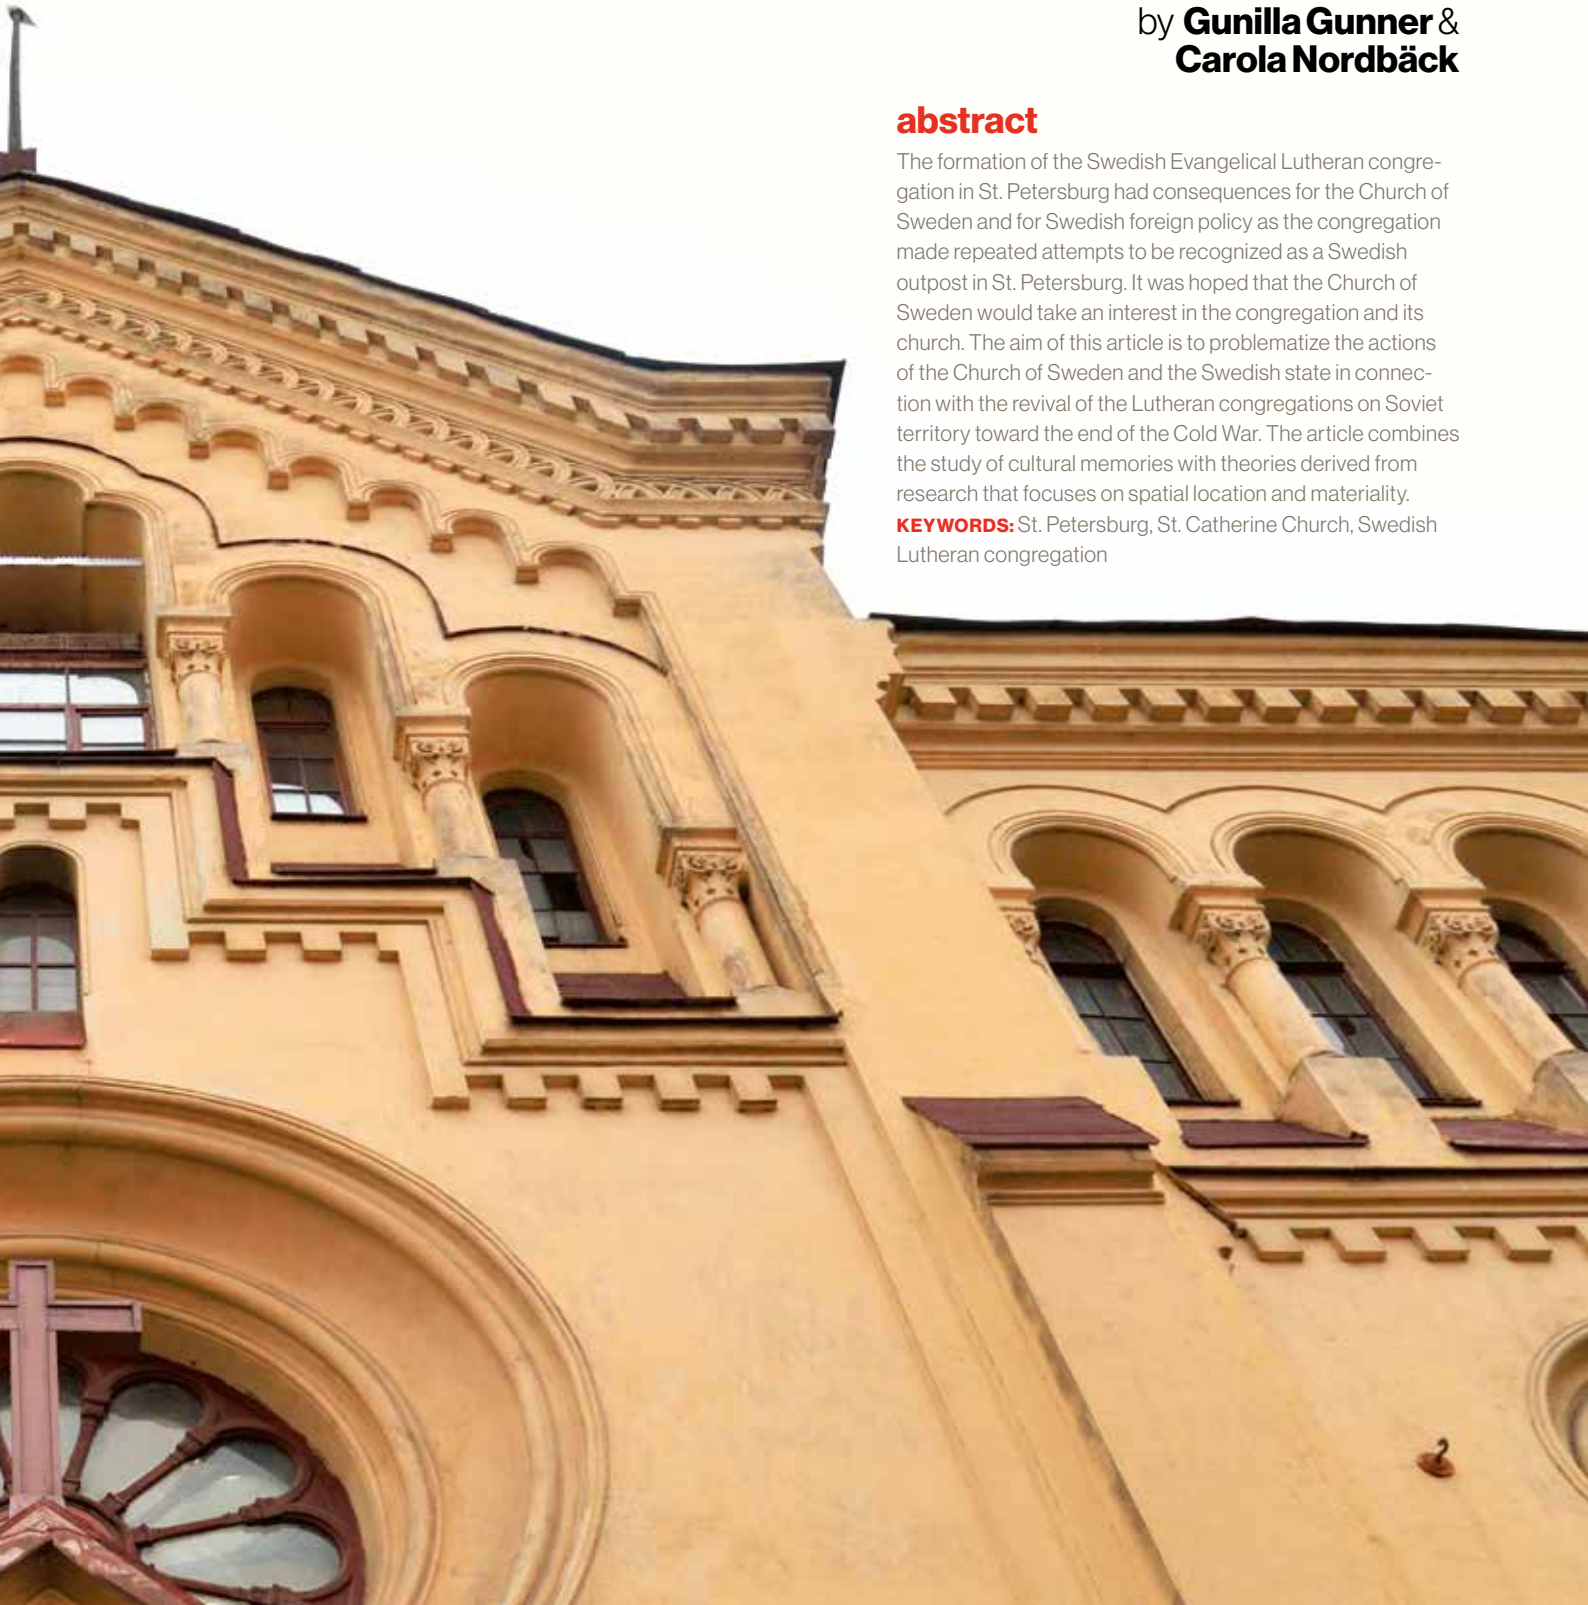 by Gunilla Gunner &
Carola Nordbäck
abstract
The formation of the Swedish Evangelical Lutheran congre-
gation in St. Petersburg had consequences for the Church of
Sweden and for Swedish foreign policy as the congregation
made repeated attempts to be recognized as a Swedish
outpost in St. Petersburg. It was hoped that the Church of
Sweden would take an interest in the congregation and its
church. The aim of this article is to problematize the actions
of the Church of Sweden and the Swedish state in connec-
tion with the revival of the Lutheran congregations on Soviet
territory toward the end of the Cold War. The article combines
the study of cultural memories with theories derived from
research that focuses on spatial location and materiality.
KEYWORDS: St. Petersburg, St. Catherine Church, Swedish
Lutheran congregation